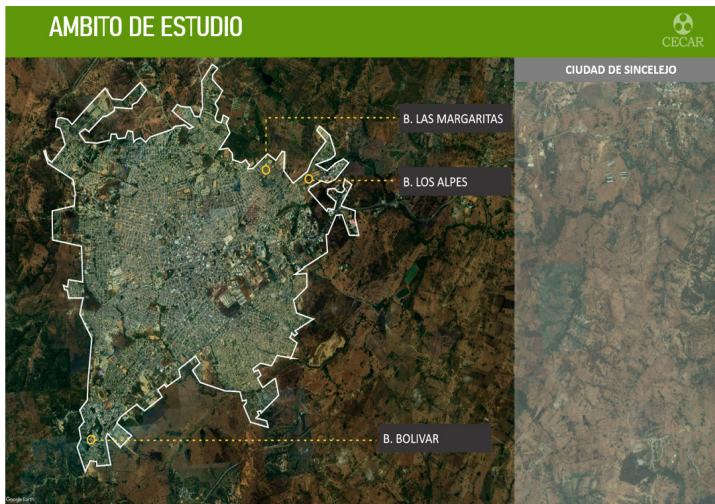 AMBITO DE ESTUDIO
CECAR
CIUDAD DE SINCELEJO
B. LAS MARGARITAS
B. LOS ALPES
B. BOLIVAR
Google Earth